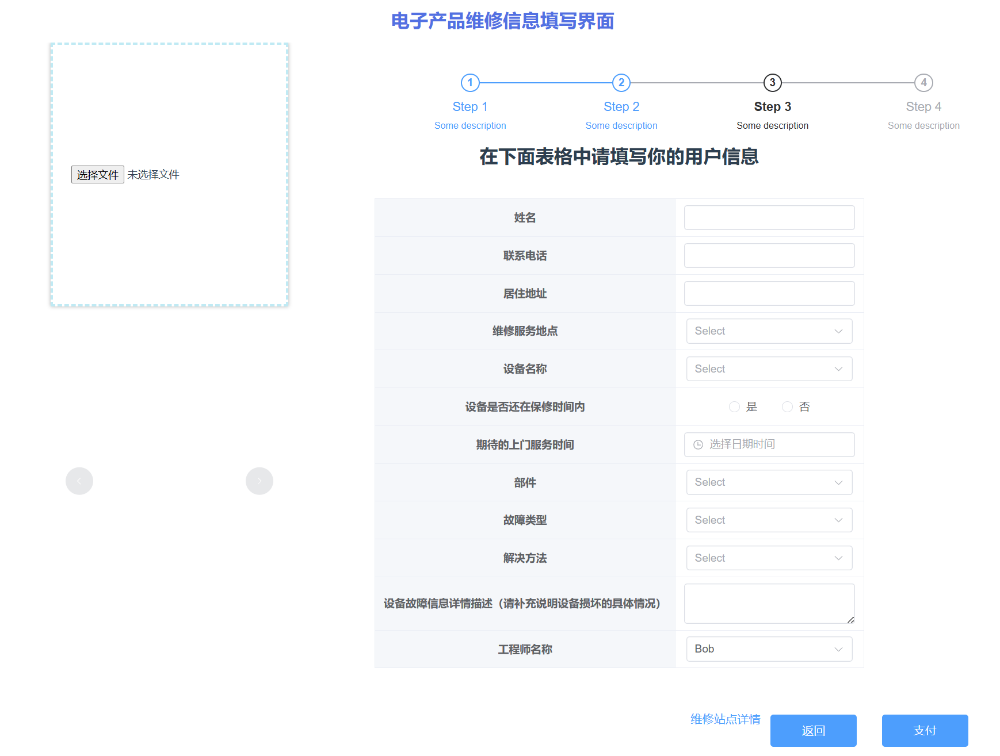 电子产品维修信息填写界面
选择文件 未选择文件
1 2 3 4
Step 1 Step 2 Step 3 Step 4
Some description Some description Some description Some description
在下面表格中请填写你的用户信息
姓名
联系电话
居住地址
维修服务地点 Select
设备名称 Select
设备是否还在保修时间内 是 否
期待的上门服务时间 选择日期时间
部件 Select
故障类型 Select
解决方法 Select
设备故障信息详情描述（请补充说明设备损坏的具体情况）
工程师名称 Bob
维修站点详情 返回 支付